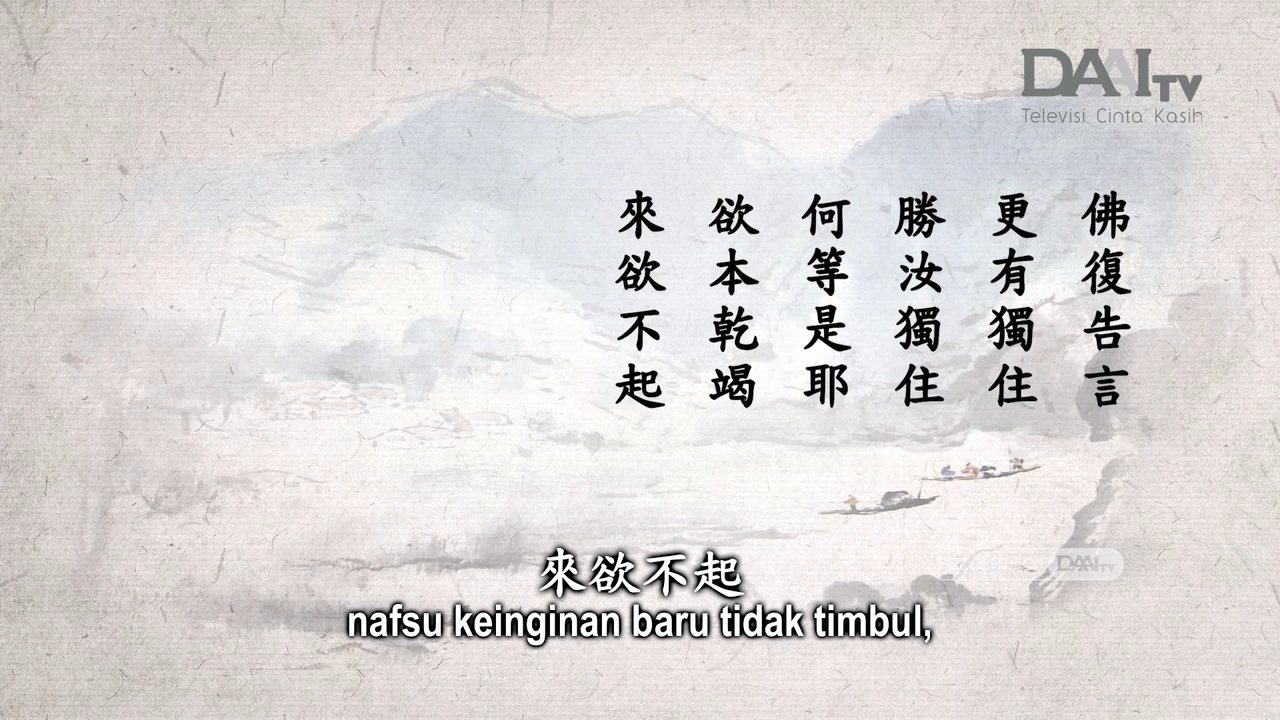 DAAI TV
Televisi Cinta Kasih
佛復告言
更有獨住
勝汝獨住
何等是耶
欲本乾竭
來欲不起
DAAI TV
來欲不起
nafsu keinginan baru tidak timbul,